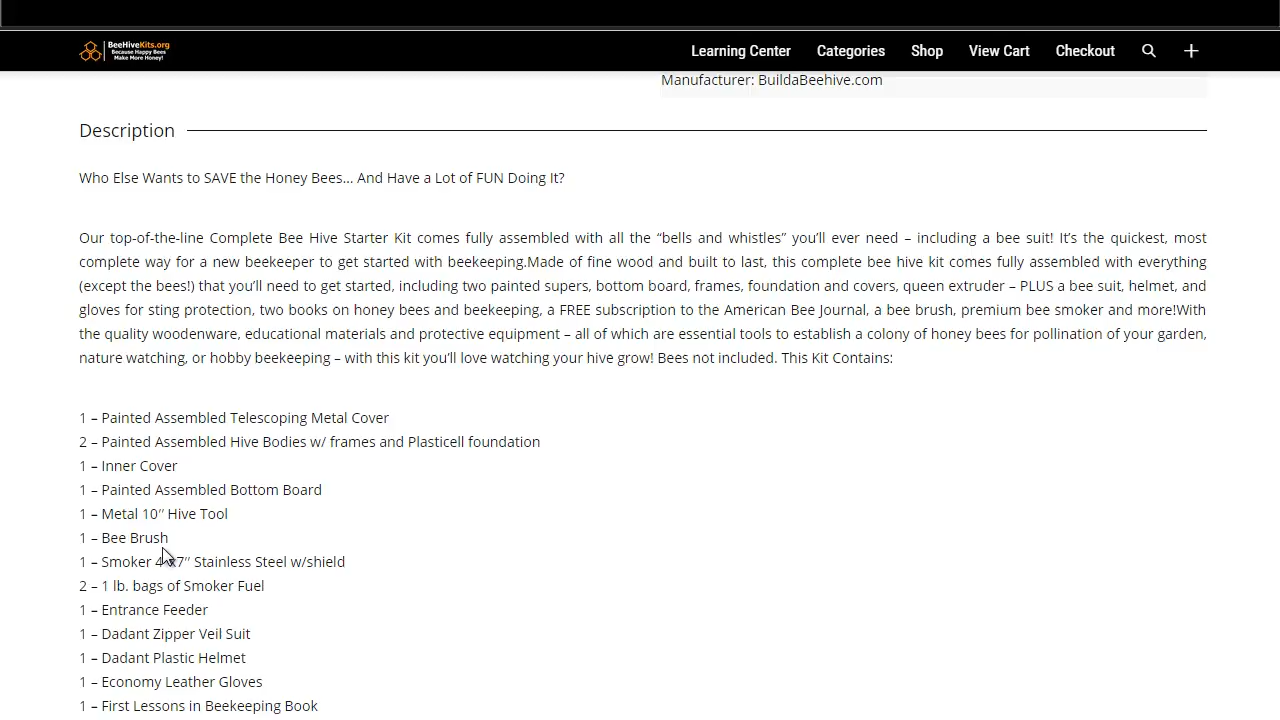 BeeHiveKits.org
Because Happy Bees
Make More Honey!
Learning Center
Categories
Shop
View Cart
Checkout
Manufacturer: BuildaBeehive.com
Description
Who Else Wants to SAVE the Honey Bees... And Have a Lot of FUN Doing It?
Our top-of-the-line Complete Bee Hive Starter Kit comes fully assembled with all the “bells and whistles” you’ll ever need – including a bee suit! It’s the quickest, most
complete way for a new beekeeper to get started with beekeeping.Made of fine wood and built to last, this complete bee hive kit comes fully assembled with everything
(except the bees!) that you’ll need to get started, including two painted supers, bottom board, frames, foundation and covers, queen extruder – PLUS a bee suit, helmet, and
gloves for sting protection, two books on honey bees and beekeeping, a FREE subscription to the American Bee Journal, a bee brush, premium bee smoker and more!With
the quality woodenware, educational materials and protective equipment – all of which are essential tools to establish a colony of honey bees for pollination of your garden,
nature watching, or hobby beekeeping – with this kit you’ll love watching your hive grow! Bees not included. This Kit Contains:
1 – Painted Assembled Telescoping Metal Cover
2 – Painted Assembled Hive Bodies w/ frames and Plasticell foundation
1 – Inner Cover
1 – Painted Assembled Bottom Board
1 – Metal 10″ Hive Tool
1 – Bee Brush
1 – Smoker Stainless Steel w/shield
2 – 1 lb. bags of Smoker Fuel
1 – Entrance Feeder
1 – Dadant Zipper Veil Suit
1 – Dadant Plastic Helmet
1 – Economy Leather Gloves
1 – First Lessons in Beekeeping Book